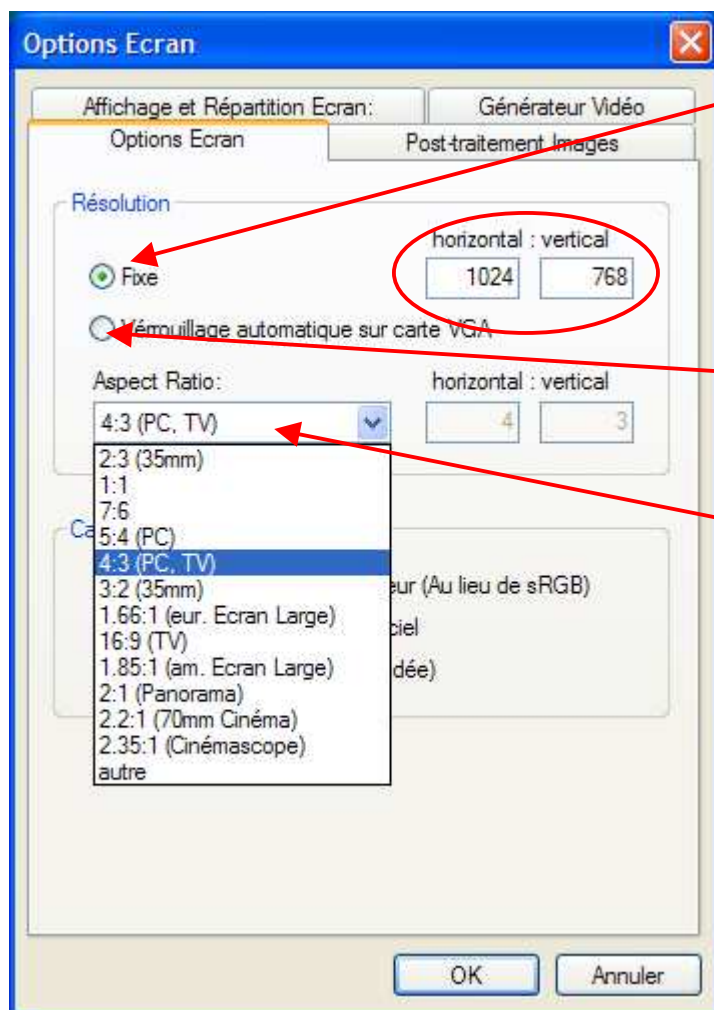 Options Ecran
Affichage et Répartition Ecran: Générateur Vidéo
Options Ecran Post-traitement Images
Résolution
horizontal : vertical
Fixe 1024 768
Vérrouillage automatique sur carte VGA
Aspect Ratio: horizontal : vertical
4:3 (PC, TV) 4 3
2:3 (35mm)
1:1
7:6
5:4 (PC)
4:3 (PC, TV)
3:2 (35mm)
eur (Au lieu de sRGB)
1.66:1 (eur. Ecran Large)
ciel
16:9 (TV)
1.85:1 (am. Ecran Large)
dée)
2:1 (Panorama)
2.2:1 (70mm Cinéma)
2.35:1 (Cinémascope)
autre
OK Annuler